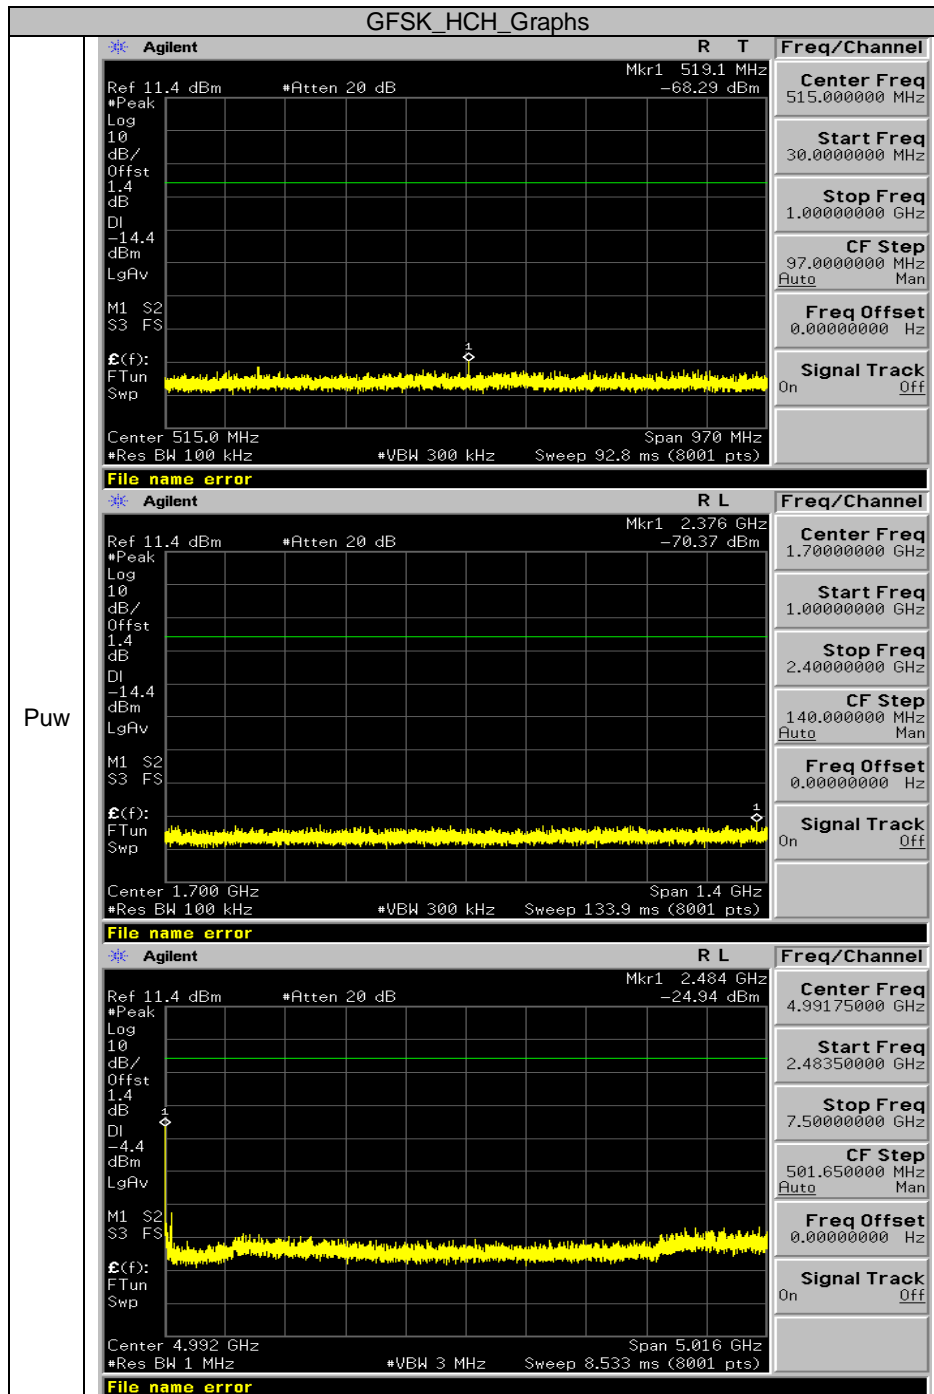 GFSK_HCH_Graphs
Puw
Agilent R T Freq/Channel
Mkr1 519.1 MHz
Ref 11.4 dBm #Atten 20 dB -68.29 dBm
#Peak
Log
10
dB/
Offst
1.4
dB
DI
-14.4
dBm
LgAv
M1 S2
S3 FS
£(f):
FTun
Swp
1
Center 515.0 MHz Span 970 MHz
#Res BW 100 kHz #VBW 300 kHz Sweep 92.8 ms (8001 pts)
Center Freq
515.000000 MHz
Start Freq
30.0000000 MHz
Stop Freq
1.00000000 GHz
CF Step
97.0000000 MHz
Auto Man
Freq Offset
0.00000000 Hz
Signal Track
On Off
File name error
Agilent R L Freq/Channel
Mkr1 2.376 GHz
Ref 11.4 dBm #Atten 20 dB -70.37 dBm
#Peak
Log
10
dB/
Offst
1.4
dB
DI
-14.4
dBm
LgAv
M1 S2
S3 FS
£(f):
FTun
Swp
1
Center 1.700 GHz Span 1.4 GHz
#Res BW 100 kHz #VBW 300 kHz Sweep 133.9 ms (8001 pts)
Center Freq
1.70000000 GHz
Start Freq
1.00000000 GHz
Stop Freq
2.40000000 GHz
CF Step
140.000000 MHz
Auto Man
Freq Offset
0.00000000 Hz
Signal Track
On Off
File name error
Agilent R L Freq/Channel
Mkr1 2.484 GHz
Ref 11.4 dBm #Atten 20 dB -24.94 dBm
#Peak
Log
10
dB/
Offst
1.4
dB
DI
-4.4
dBm
LgAv
M1 S2
S3 FS
£(f):
FTun
Swp
1
Center 4.992 GHz Span 5.016 GHz
#Res BW 1 MHz #VBW 3 MHz Sweep 8.533 ms (8001 pts)
Center Freq
4.99175000 GHz
Start Freq
2.48350000 GHz
Stop Freq
7.50000000 GHz
CF Step
501.650000 MHz
Auto Man
Freq Offset
0.00000000 Hz
Signal Track
On Off
File name error